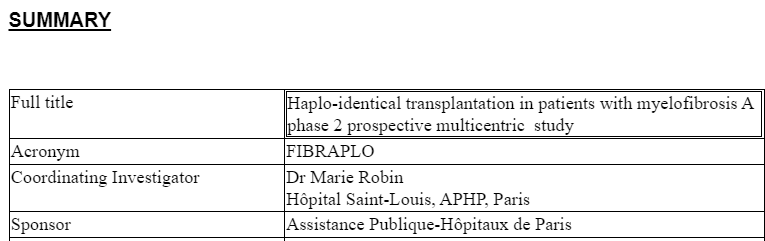 SUMMARY
Full title
Haplo-identical transplantation in patients with myelofibrosis A
phase 2 prospective multicentric study
Acronym
FIBRAPLO
Coordinating Investigator
Dr Marie Robin
Hôpital Saint-Louis, APHP, Paris
Sponsor
Assistance Publique-Hôpitaux de Paris